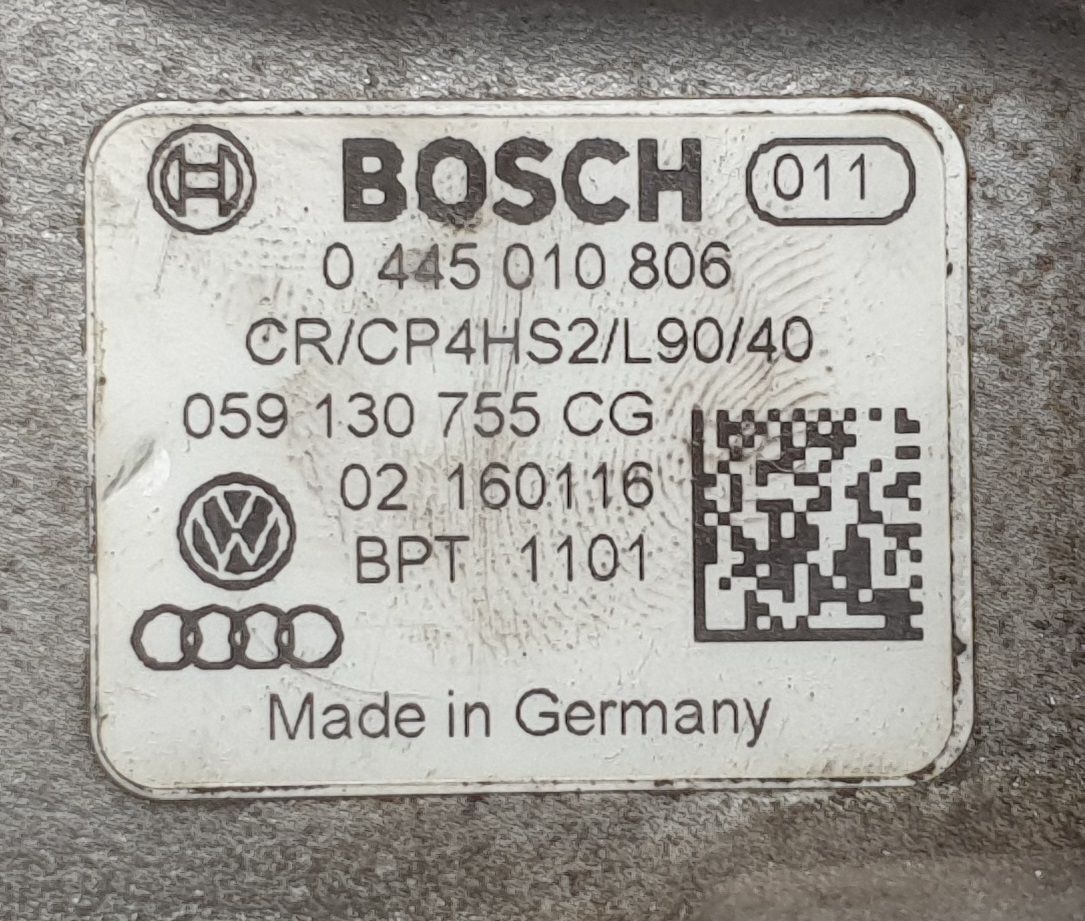 BOSCH 011
0 445 010 806
CR/CP4HS2/L90/40
059 130 755 CG
02 160116
BPT 1101
Made in Germany